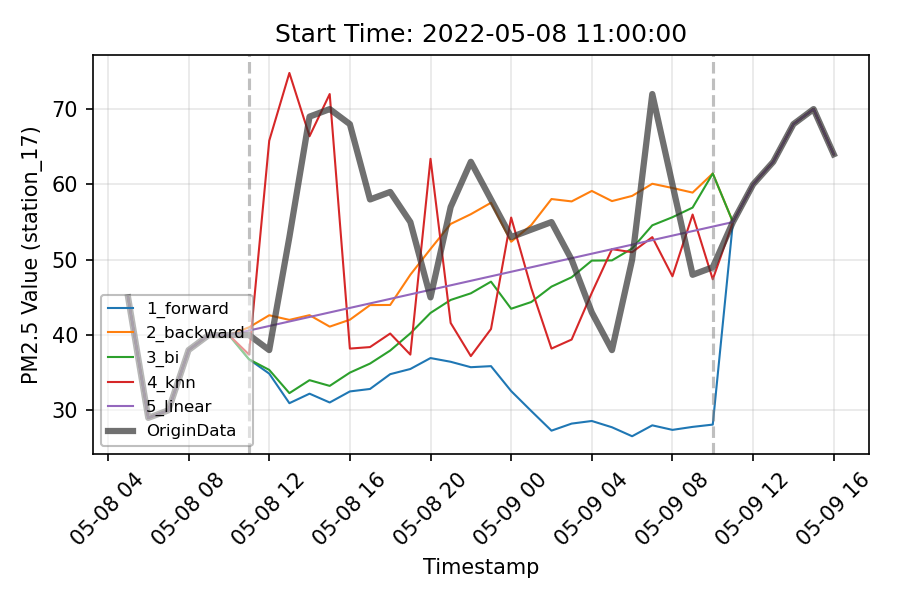 Start Time: 2022-05-08 11:00:00
PM2.5 Value (station_17)
70
60
50
40
30
1_forward
2_backward
3_bi
4_knn
5_linear
OriginData
05-08 04
05-08 08
05-08 12
05-08 16
05-08 20
05-09 00
05-09 04
05-09 08
05-09 12
05-09 16
Timestamp